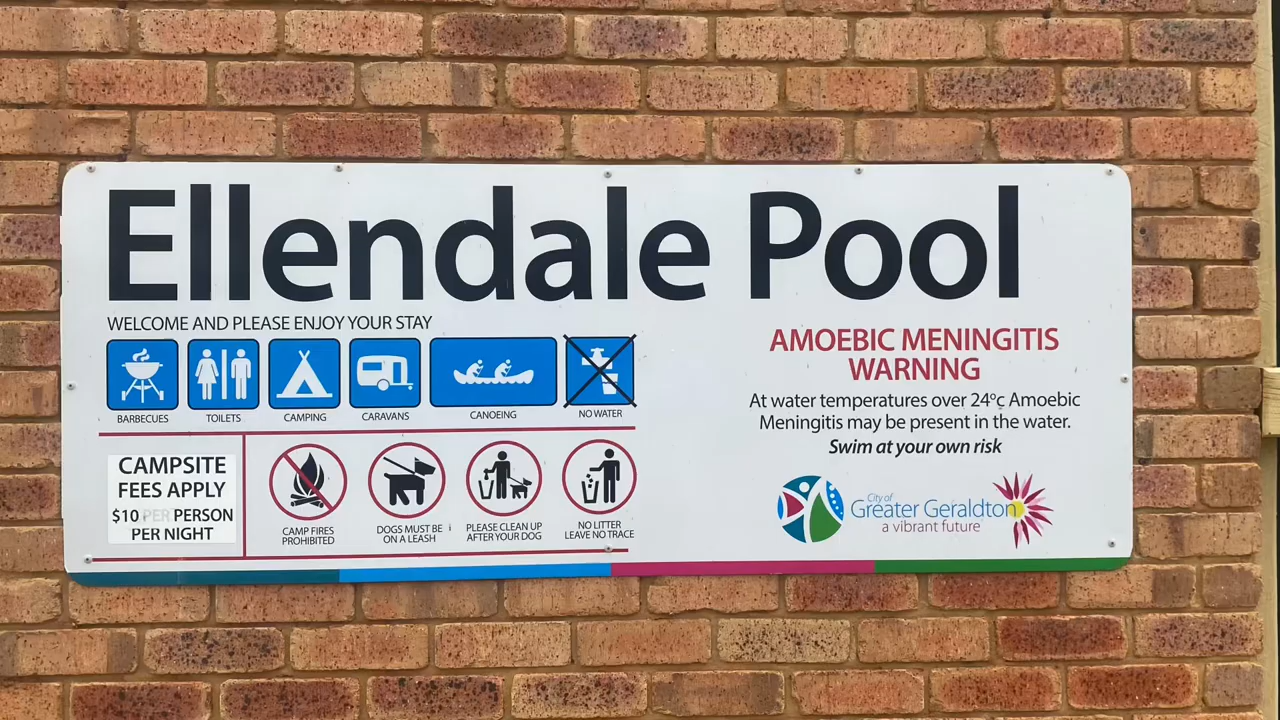 Ellendale Pool
WELCOME AND PLEASE ENJOY YOUR STAY
BARBECUES
TOILETS
CAMPING
CARAVANS
CANOEING
NO WATER
CAMPSITE
FEES APPLY
$10 PER PERSON
PER NIGHT
CAMP FIRES
PROHIBITED
DOGS MUST BE
ON A LEASH
PLEASE CLEAN UP
AFTER YOUR DOG
NO LITTER
LEAVE NO TRACE
AMOEBIC MENINGITIS
WARNING
At water temperatures over 24ºc Amoebic
Meningitis may be present in the water.
Swim at your own risk
City of
Greater Geraldton
a vibrant future